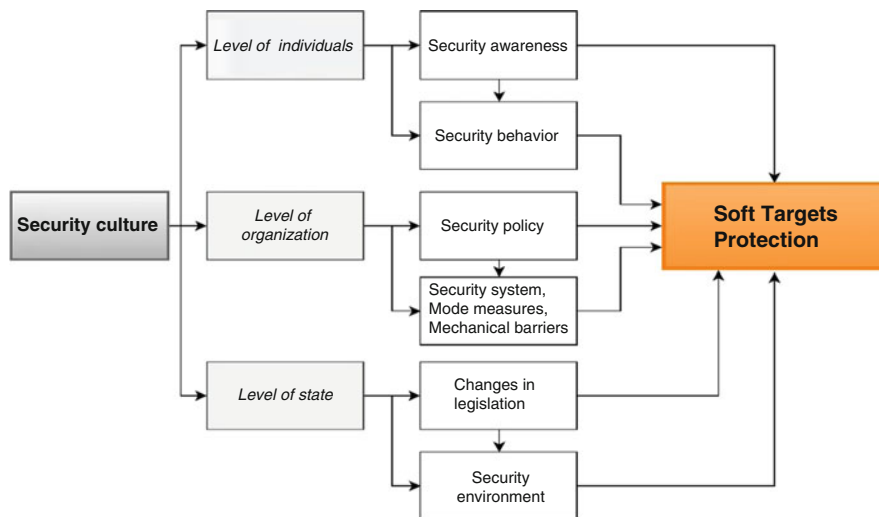 Level of individuals
Security awareness
Security behavior
Security culture
Level of
organization
Security policy
Soft Targets
Protection
Security system,
Mode measures,
Mechanical barriers
Level of state
Changes in
legislation
Security
environment